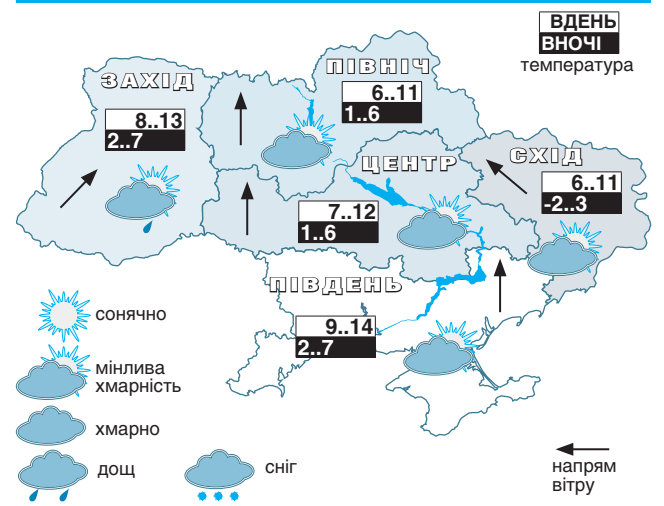 ВДЕНЬ
ВНОЧІ
температура
ЗАХІД
8..13
2..7
ПІВНІЧ
6..11
1..6
ЦЕНТР
7..12
1..6
СХІД
6..11
-2..3
ПІВДЕНЬ
9..14
2..7
сонячно
мінлива
хмарність
хмарно
дощ
сніг
напрям
вітру